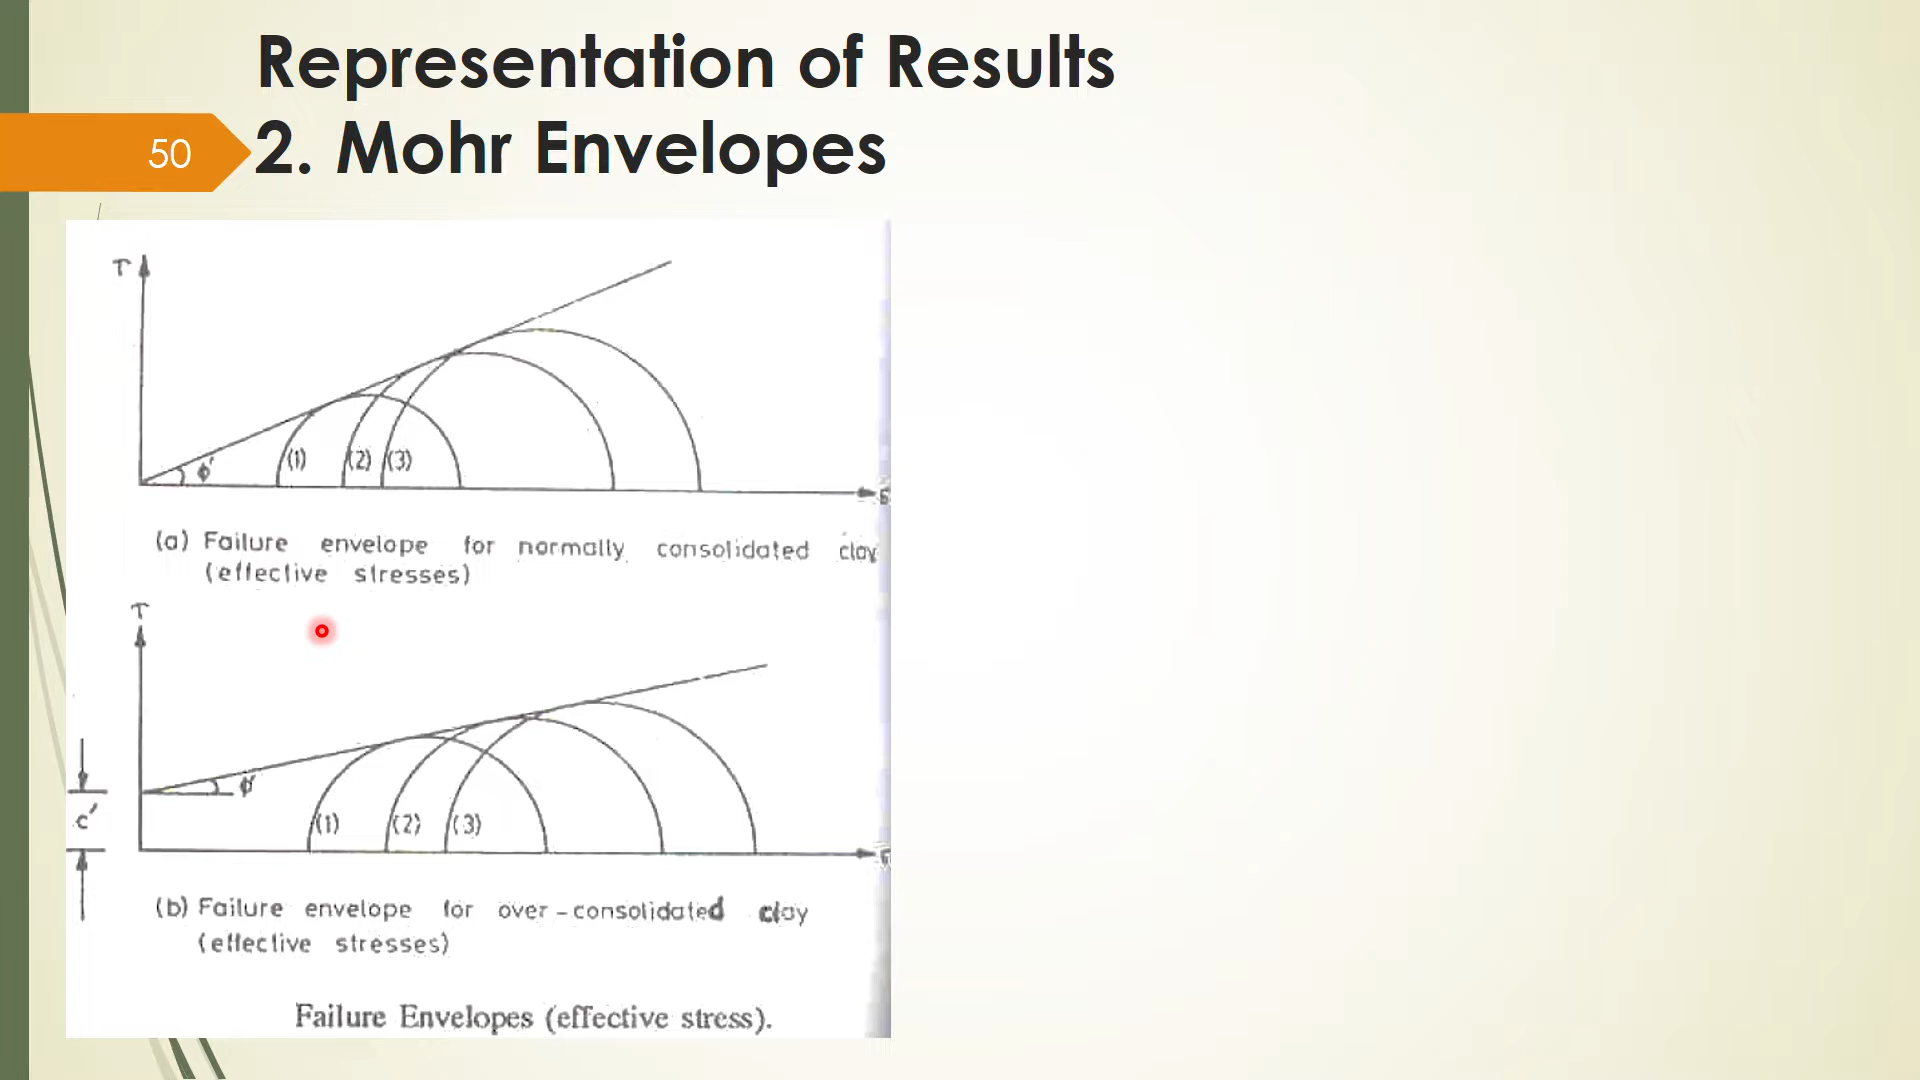 Representation of Results
50
2. Mohr Envelopes
τ
(1) (2) (3)
ϕ'
(a) Failure envelope for normally consolidated clay
(effective stresses)
τ
ϕ'
c'
(1) (2) (3)
(b) Failure envelope for over-consolidated clay
(effective stresses)
Failure Envelopes (effective stress).